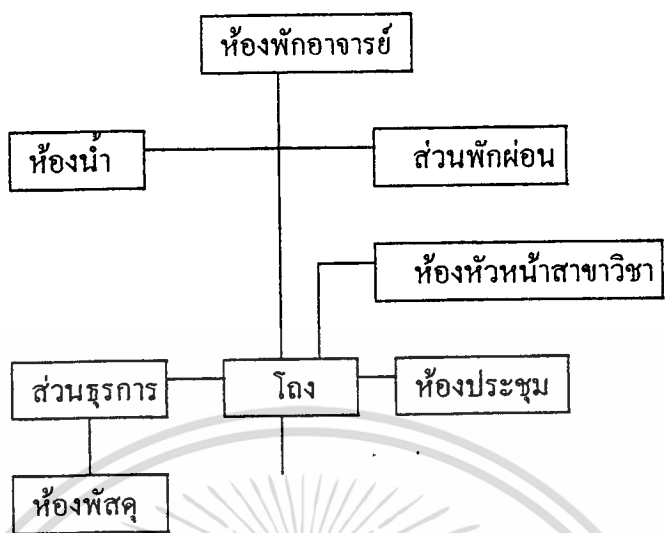 ห้องพักอาจารย์
ห้องน้ำ
ส่วนพักผ่อน
ห้องหัวหน้าสาขาวิชา
ส่วนธุรการ
โถง
ห้องประชุม
ห้องพัสดุ